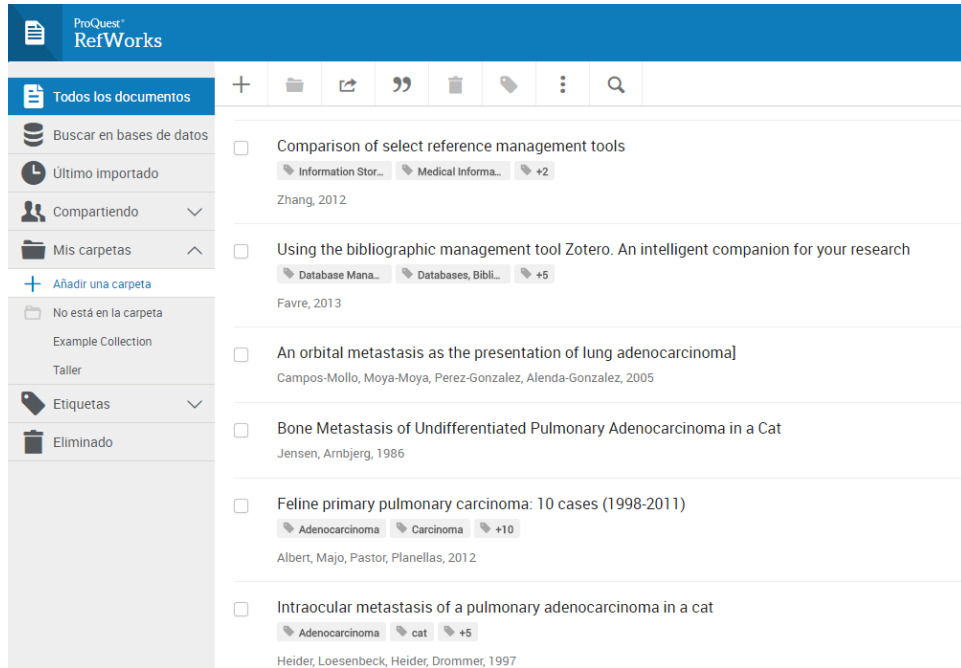 ProQuest®
RefWorks
Todos los documentos
Buscar en bases de datos
Último importado
Compartiendo
Mis carpetas
Añadir una carpeta
No está en la carpeta
Example Collection
Taller
Etiquetas
Eliminado
Comparison of select reference management tools
Information Stor... Medical Informa... +2
Zhang, 2012
Using the bibliographic management tool Zotero. An intelligent companion for your research
Database Mana... Databases, Bibli... +5
Favre, 2013
An orbital metastasis as the presentation of lung adenocarcinoma]
Campos-Mollo, Moya-Moya, Perez-Gonzalez, Alenda-Gonzalez, 2005
Bone Metastasis of Undifferentiated Pulmonary Adenocarcinoma in a Cat
Jensen, Arnbjerg, 1986
Feline primary pulmonary carcinoma: 10 cases (1998-2011)
Adenocarcinoma Carcinoma +10
Albert, Majo, Pastor, Planellas, 2012
Intraocular metastasis of a pulmonary adenocarcinoma in a cat
Adenocarcinoma cat +5
Heider, Loesenbeck, Heider, Drommer, 1997